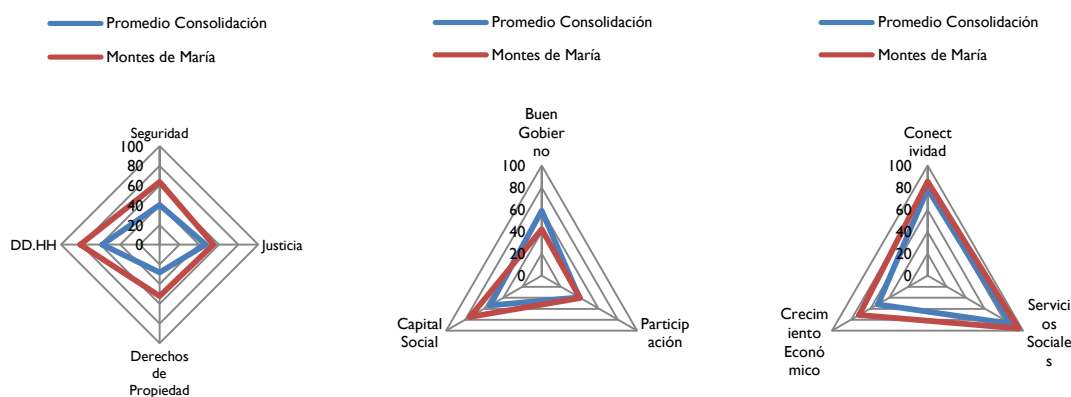 Promedio Consolidación
Montes de María
Seguridad
100
80
60
40
20
0
DD.HH
Justicia
Derechos
de
Propiedad
Promedio Consolidación
Montes de María
Buen
Gobier
no
100
80
60
40
20
0
Capital
Social
Particip
ación
Promedio Consolidación
Montes de María
Conect
ividad
100
80
60
40
20
0
Crecim
iento
Econó
mico
Servici
os
Sociale
s